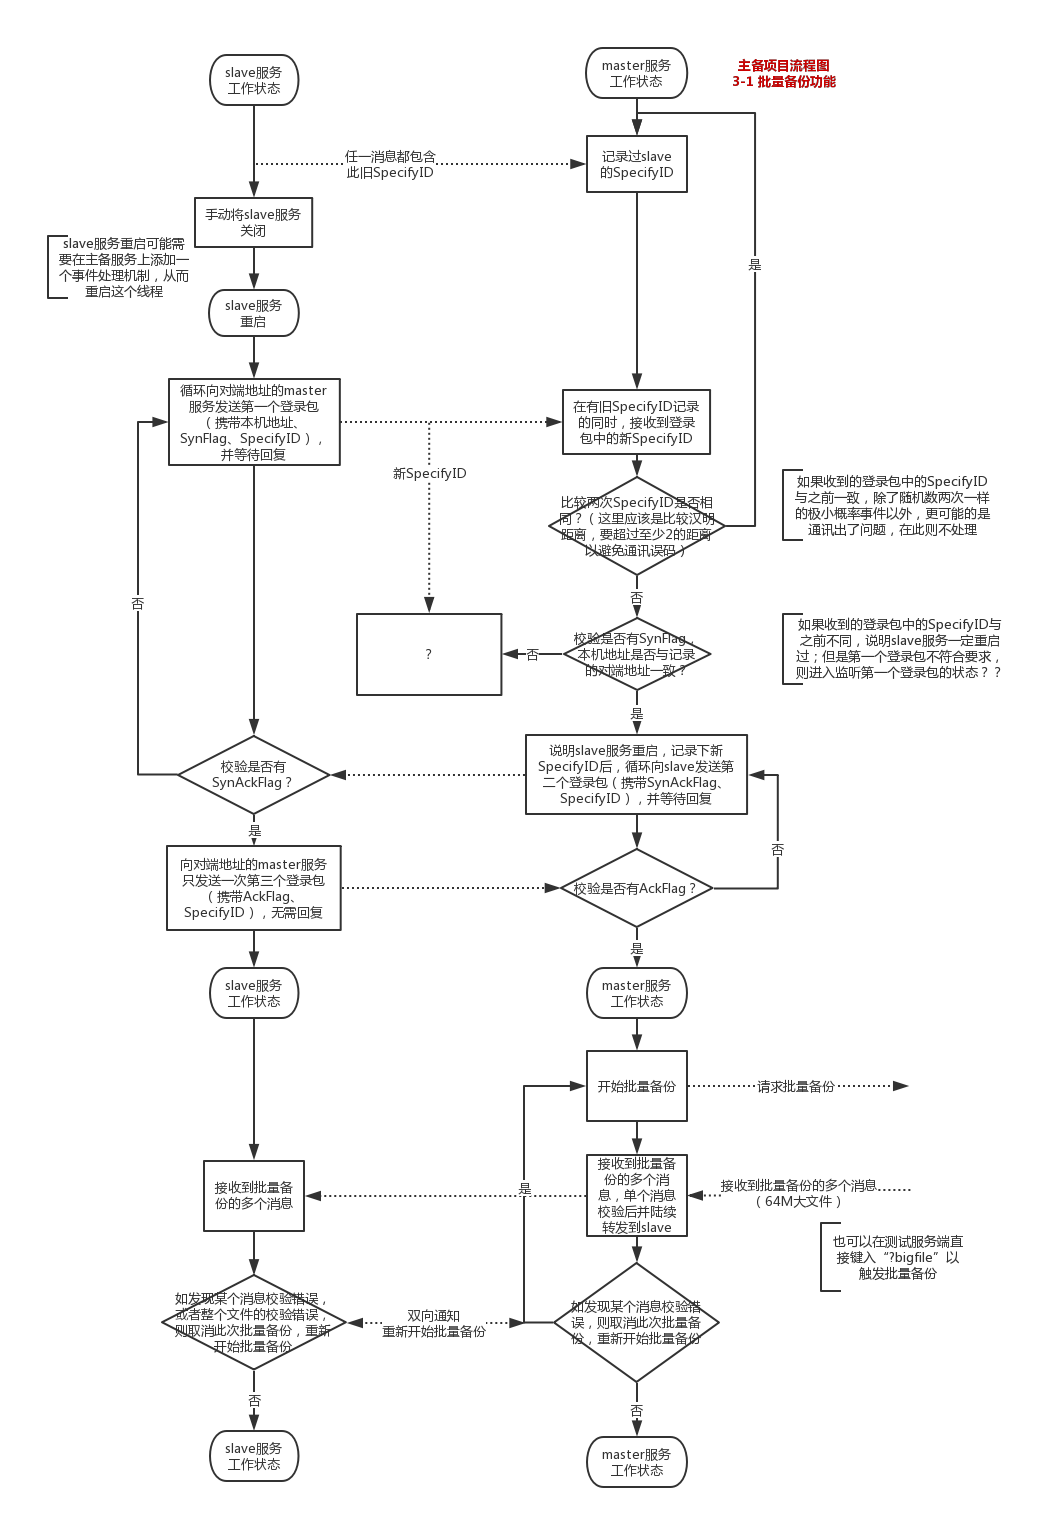 slave服务
工作状态
master服务
工作状态
主备项目流程图
3-1 批量备份功能
任一消息都包含
此旧SpecifyID
记录过slave
的SpecifyID
手动将slave服务
关闭
slave服务重启可能需
要在主备服务上添加一
个事件处理机制，从而
重启这个线程
是
slave服务
重启
循环向对端地址的master
服务发送第一个登录包
（携带本机地址、
SynFlag、SpecifyID），
并等待回复
在有旧SpecifyID记录
的同时，接收到登录
包中的新SpecifyID
新SpecifyID
比较两次SpecifyID是否相
同？（这里应该是比较汉明
距离，要超过至少2的距离
以避免通讯误码）
如果收到的登录包中的SpecifyID
与之前一致，除了随机数两次一样
的极小概率事件以外，更可能的是
通讯出了问题，在此则不处理
否
否
？
否
校验是否有SynFlag，
本机地址是否与记录
的对端地址一致？
如果收到的登录包中的SpecifyID与
之前不同，说明slave服务一定重启
过；但是第一个登录包不符合要求，
则进入监听第一个登录包的状态？？
是
校验是否有
SynAckFlag？
说明slave服务重启，记录下新
SpecifyID后，循环向slave发送第
二个登录包（携带SynAckFlag、
SpecifyID），并等待回复
是
否
向对端地址的master服务
只发送一次第三个登录包
（携带AckFlag、
SpecifyID），无需回复
校验是否有AckFlag？
是
slave服务
工作状态
master服务
工作状态
开始批量备份
请求批量备份
接收到批量备
份的多个消息
是
接收到批量备
份的多个消
息，单个消息
校验后并陆续
转发到slave
接收到批量备份的多个消息
（64M大文件）
也可以在测试服务端直
接键入“?bigfile”以
触发批量备份
如发现某个消息校验错误，
或者整个文件的校验错误，
则取消此次批量备份，重新
开始批量备份
双向通知
重新开始批量备份
如发现某个消息校验错
误，则取消此次批量备
份，重新开始批量备份
否
否
slave服务
工作状态
master服务
工作状态